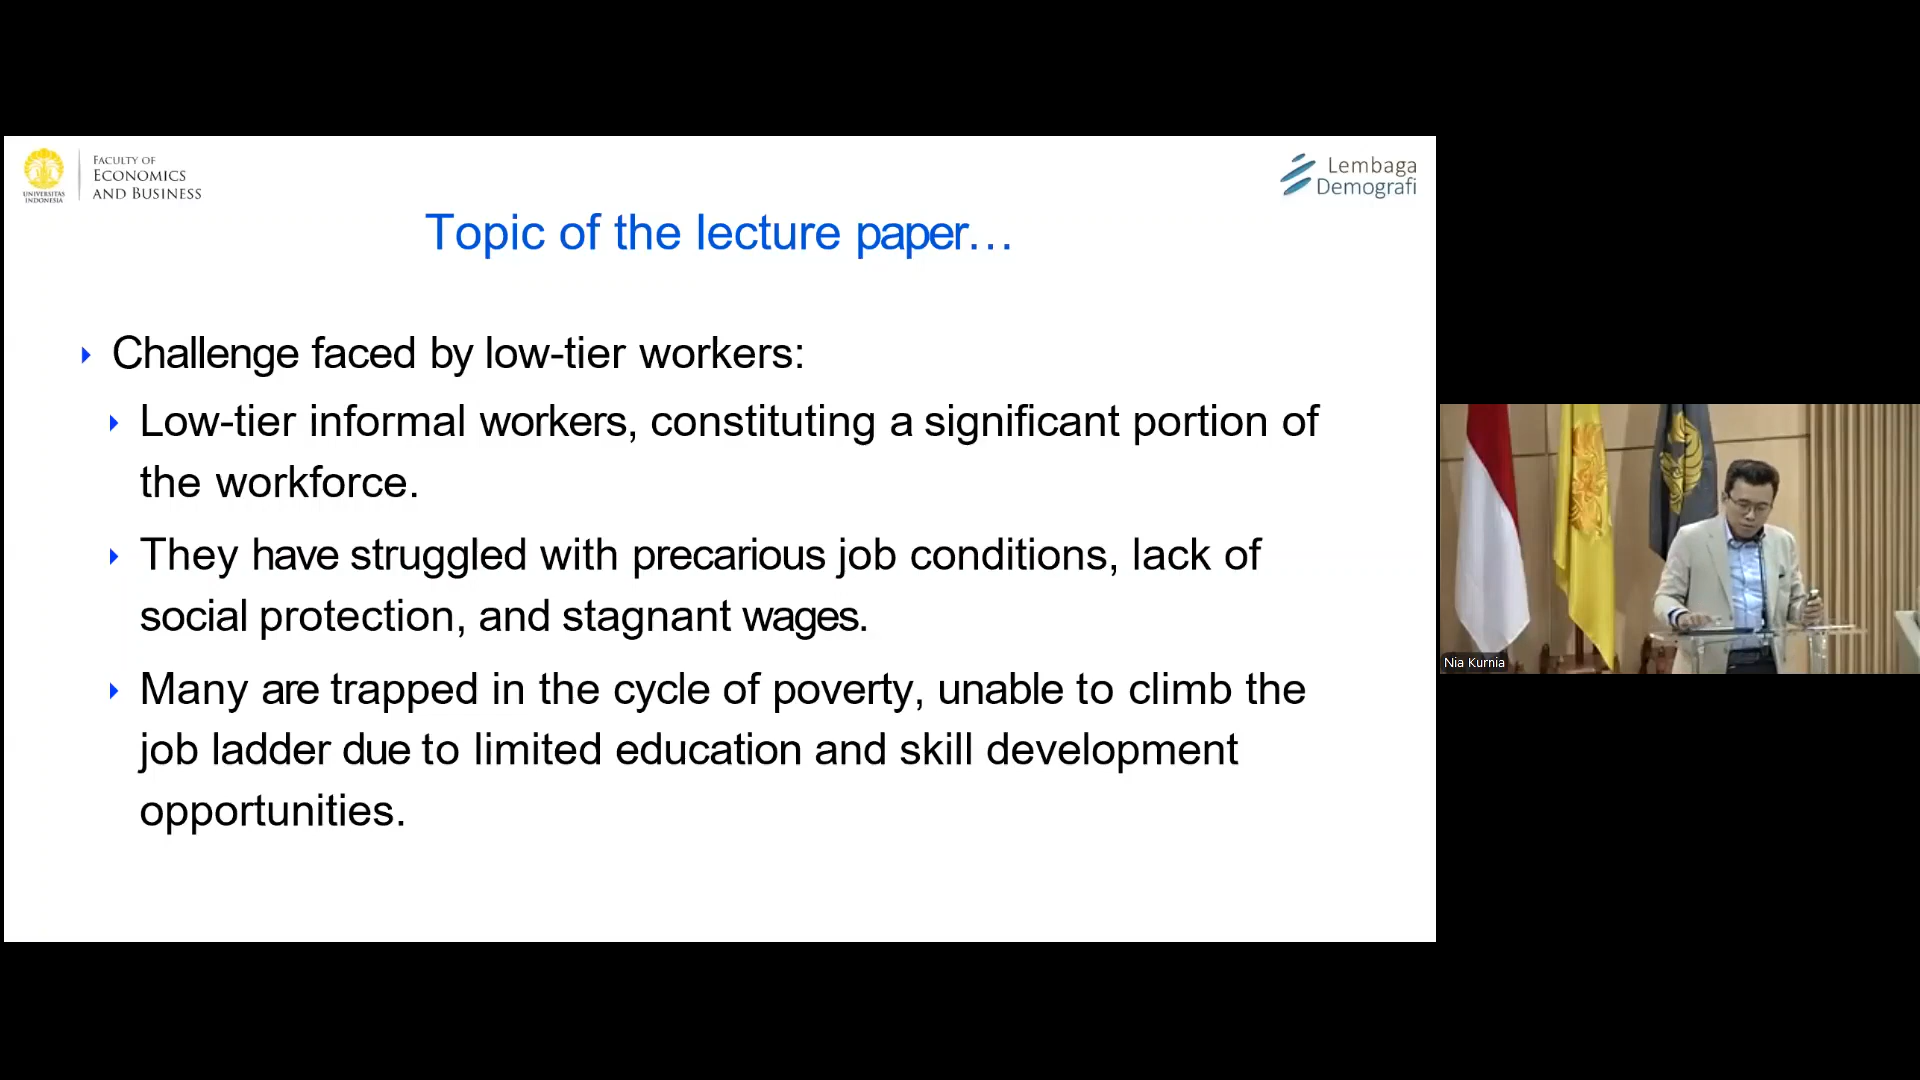 UNIVERSITAS
INDONESIA
FACULTY OF
ECONOMICS
AND BUSINESS
Lembaga
Demografi
Topic of the lecture paper…
Challenge faced by low-tier workers:
Low-tier informal workers, constituting a significant portion of
the workforce.
They have struggled with precarious job conditions, lack of
social protection, and stagnant wages.
Many are trapped in the cycle of poverty, unable to climb the
job ladder due to limited education and skill development
opportunities.
Nia Kurnia